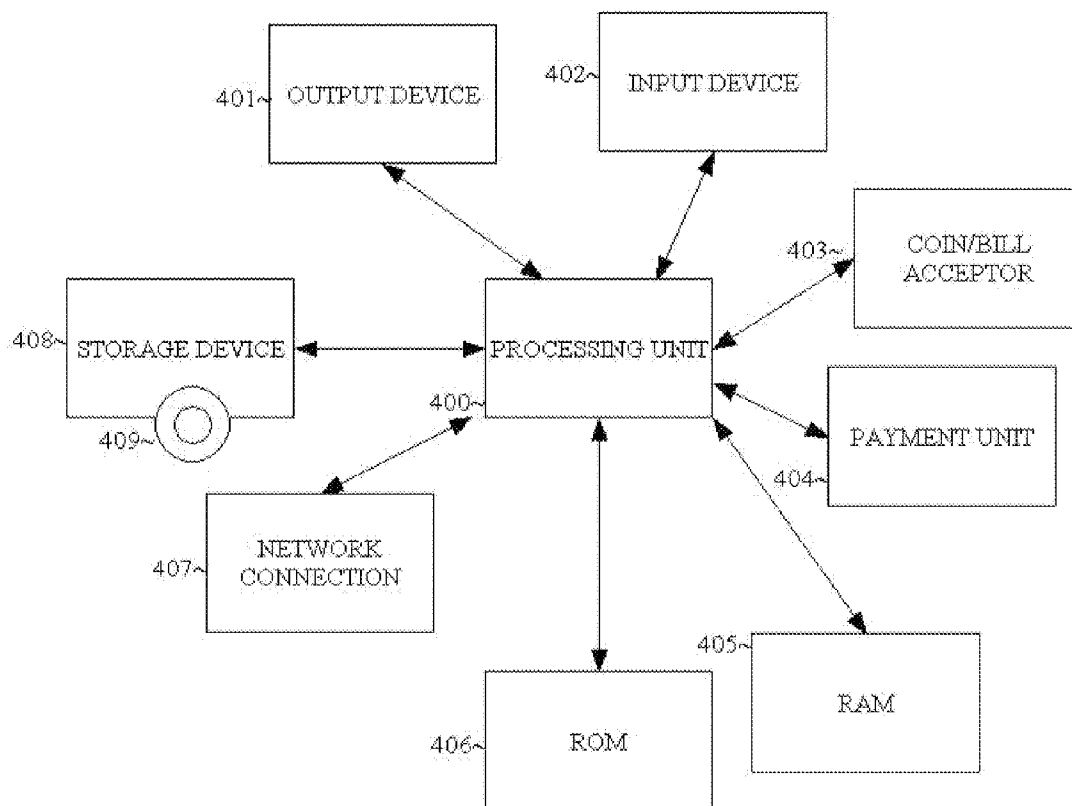 401~
OUTPUT DEVICE
402~
INPUT DEVICE
403~
COIN/BILL
ACCEPTOR
408~
STORAGE DEVICE
409~
PROCESSING UNIT
400~
PAYMENT UNIT
404~
407~
NETWORK
CONNECTION
405~
RAM
406~
ROM